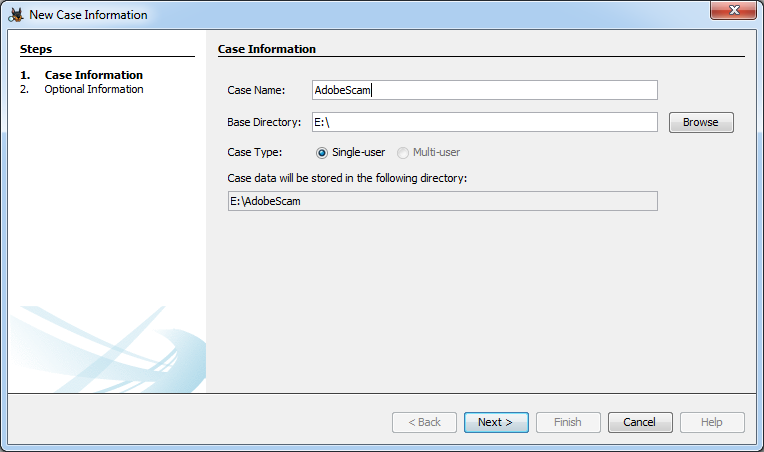 New Case Information
Steps
1. Case Information
2. Optional Information
Case Information
Case Name: AdobeScam
Base Directory: E:\ Browse
Case Type: Single-user Multi-user
Case data will be stored in the following directory:
E:\AdobeScam
< Back Next > Finish Cancel Help